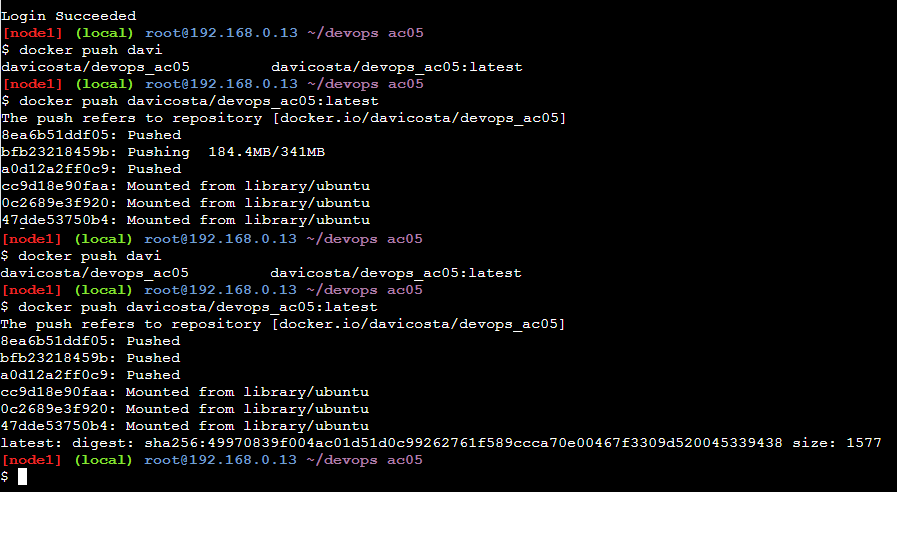 Login Succeeded
[node1] (local) root@192.168.0.13 ~/devops ac05
$ docker push davi
davicosta/devops_ac05 davicosta/devops_ac05:latest
[node1] (local) root@192.168.0.13 ~/devops ac05
$ docker push davicosta/devops_ac05:latest
The push refers to repository [docker.io/davicosta/devops_ac05]
8ea6b51ddf05: Pushed
bfb23218459b: Pushing 184.4MB/341MB
a0d12a2ff0c9: Pushed
cc9d18e90faa: Mounted from library/ubuntu
0c2689e3f920: Mounted from library/ubuntu
47dde53750b4: Mounted from library/ubuntu
[node1] (local) root@192.168.0.13 ~/devops ac05
$ docker push davi
davicosta/devops_ac05 davicosta/devops_ac05:latest
[node1] (local) root@192.168.0.13 ~/devops ac05
$ docker push davicosta/devops_ac05:latest
The push refers to repository [docker.io/davicosta/devops_ac05]
8ea6b51ddf05: Pushed
bfb23218459b: Pushed
a0d12a2ff0c9: Pushed
cc9d18e90faa: Mounted from library/ubuntu
0c2689e3f920: Mounted from library/ubuntu
47dde53750b4: Mounted from library/ubuntu
latest: digest: sha256:49970839f004ac01d51d0c99262761f589ccca70e00467f3309d520045339438 size: 1577
[node1] (local) root@192.168.0.13 ~/devops ac05
$